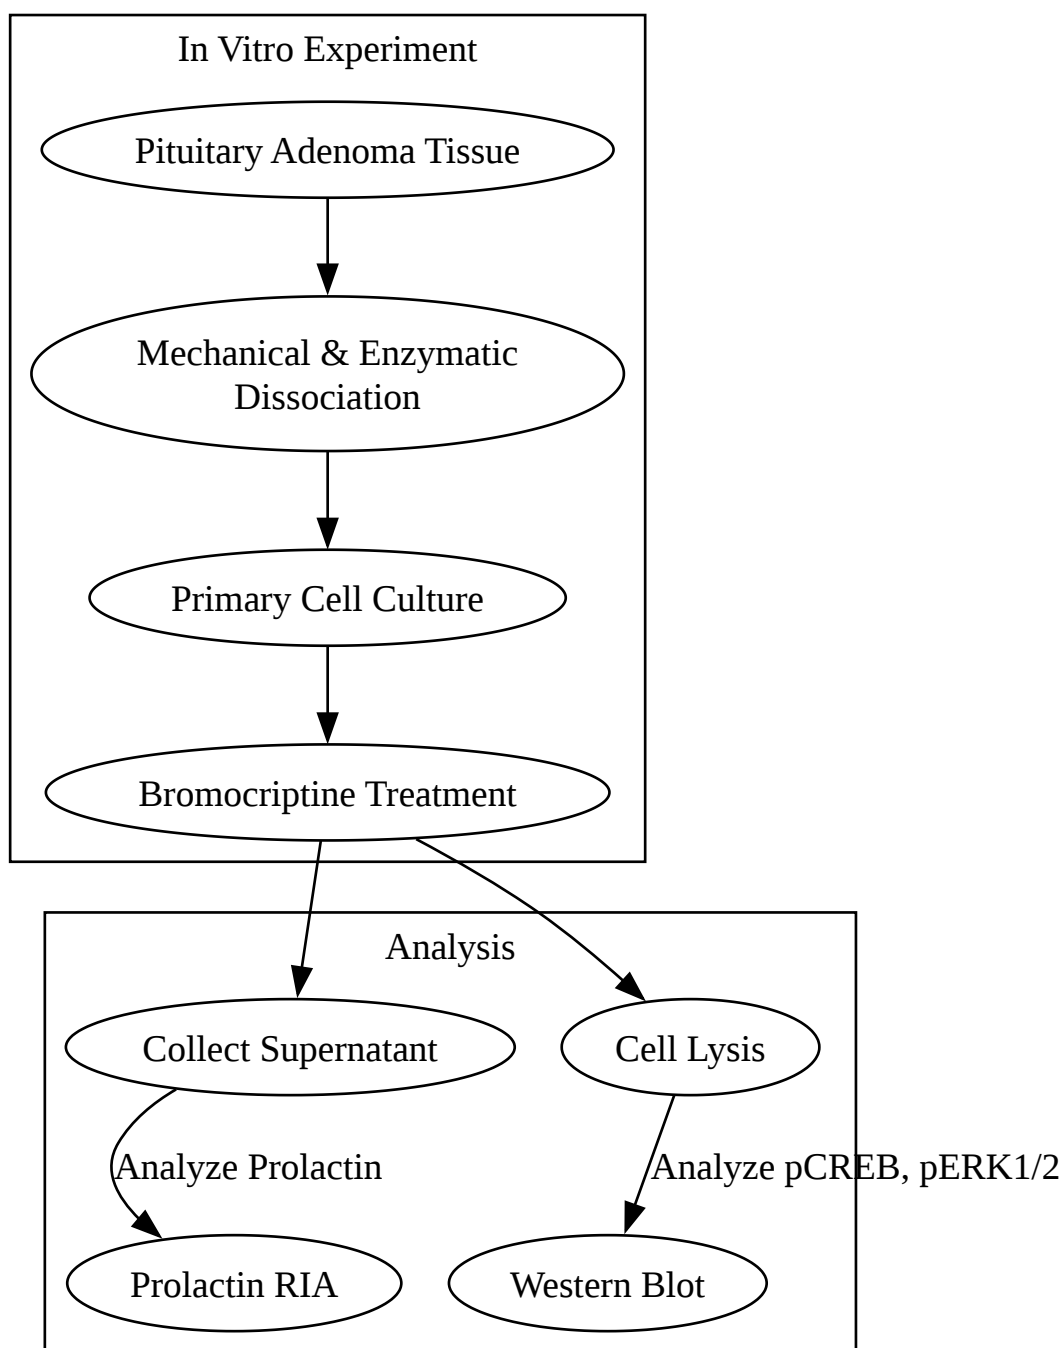 In Vitro Experiment
Pituitary Adenoma Tissue
Mechanical & Enzymatic
Dissociation
Primary Cell Culture
Bromocriptine Treatment
Analysis
Collect Supernatant
Cell Lysis
Analyze Prolactin
Analyze pCREB, pERK1/2
Prolactin RIA
Western Blot